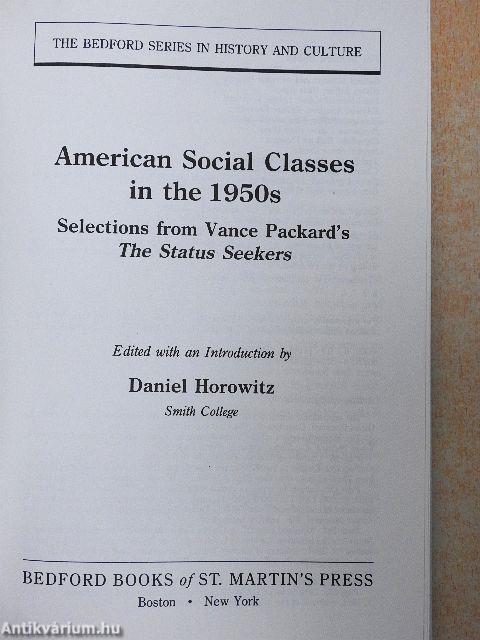 THE BEDFORD SERIES IN HISTORY AND CULTURE
American Social Classes
in the 1950s
Selections from Vance Packard's
The Status Seekers
Edited with an Introduction by
Daniel Horowitz
Smith College
BEDFORD BOOKS of ST. MARTIN'S PRESS
Boston • New York
Antikvárium.hu